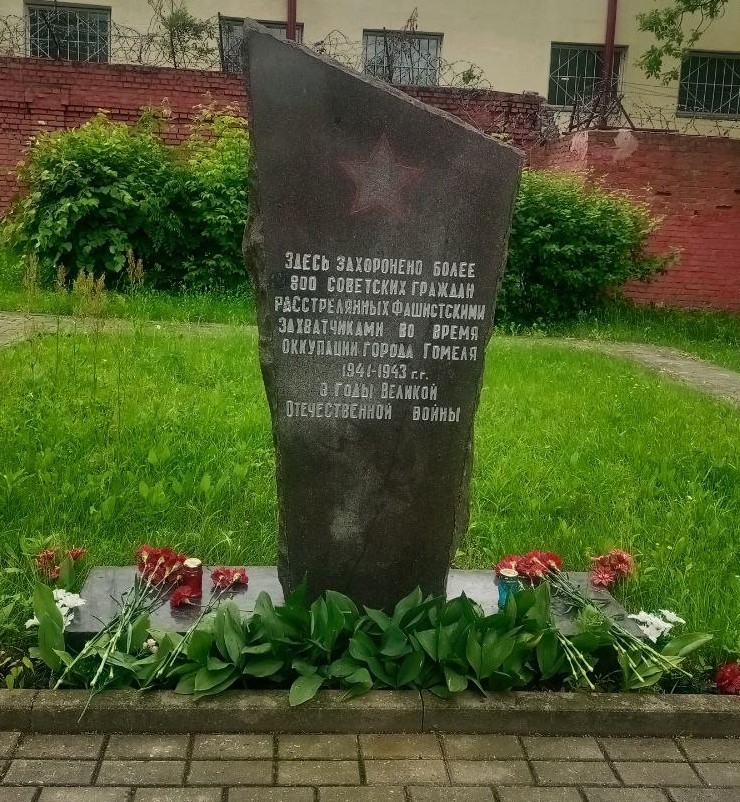 Здесь захоронено более
800 советских граждан
расстрелянных фашистскими
захватчиками во время
оккупации города Гомеля
1941-1943 г.г.
в годы Великой
Отечественной войны